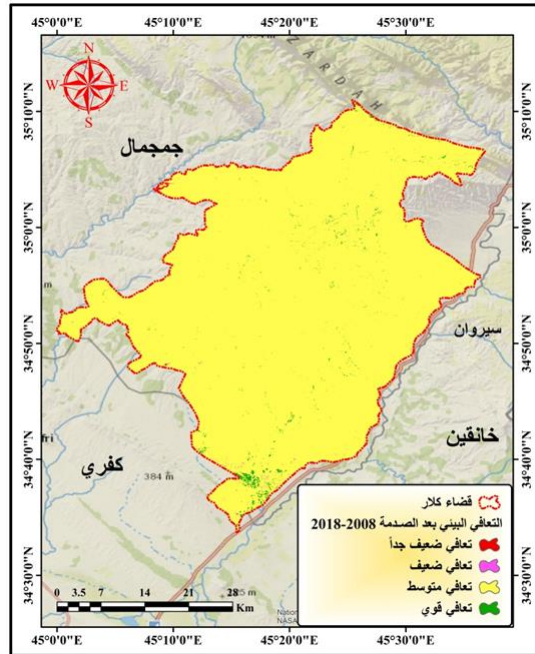 45°0'0"E 45°10'0"E 45°20'0"E 45°30'0"E
N
W E
S
ZARDAH
35°10'0"N 35°10'0"N
جمجمال
35°0'0"N 35°0'0"N
34°50'0"N 34°50'0"N
سيروان
خانقين
fri
كفري
384 m
34°40'0"N 34°40'0"N
قضاء كلار
التعافي البيئي بعد الصدمة 2008-2018
تعافي ضعيف جداً
تعافي ضعيف
تعافي متوسط
تعافي قوي
34°30'0"N 34°30'0"N
0 3.5 7 14 21 28
Km
45°0'0"E 45°10'0"E 45°20'0"E 45°30'0"E